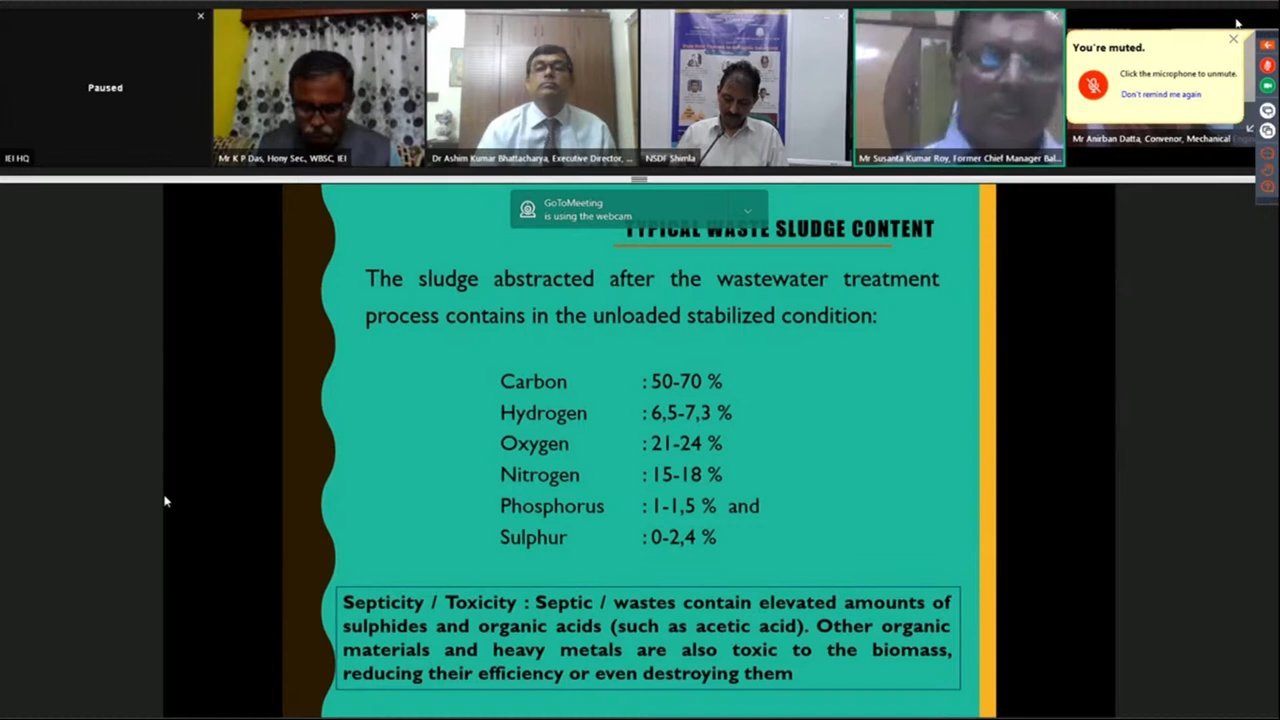 Paused
IEI HQ
Mr K P Das, Hony Sec., WBSC, IEI
Dr Ashim Kumar Bhattacharya, Executive Director, ...
NSDF Shimla
Mr Susanta Kumar Roy, Former Chief Manager Bal...
You're muted.
Click the microphone to unmute.
Don't remind me again
Mr Anirban Datta, Convenor, Mechanical
GoToMeeting
is using the webcam
TYPICAL WASTE SLUDGE CONTENT
The sludge abstracted after the wastewater treatment
process contains in the unloaded stabilized condition:
Carbon : 50-70 %
Hydrogen : 6,5-7,3 %
Oxygen : 21-24 %
Nitrogen : 15-18 %
Phosphorus : 1-1,5 % and
Sulphur : 0-2,4 %
Septicity / Toxicity : Septic / wastes contain elevated amounts of
sulphides and organic acids (such as acetic acid). Other organic
materials and heavy metals are also toxic to the biomass,
reducing their efficiency or even destroying them